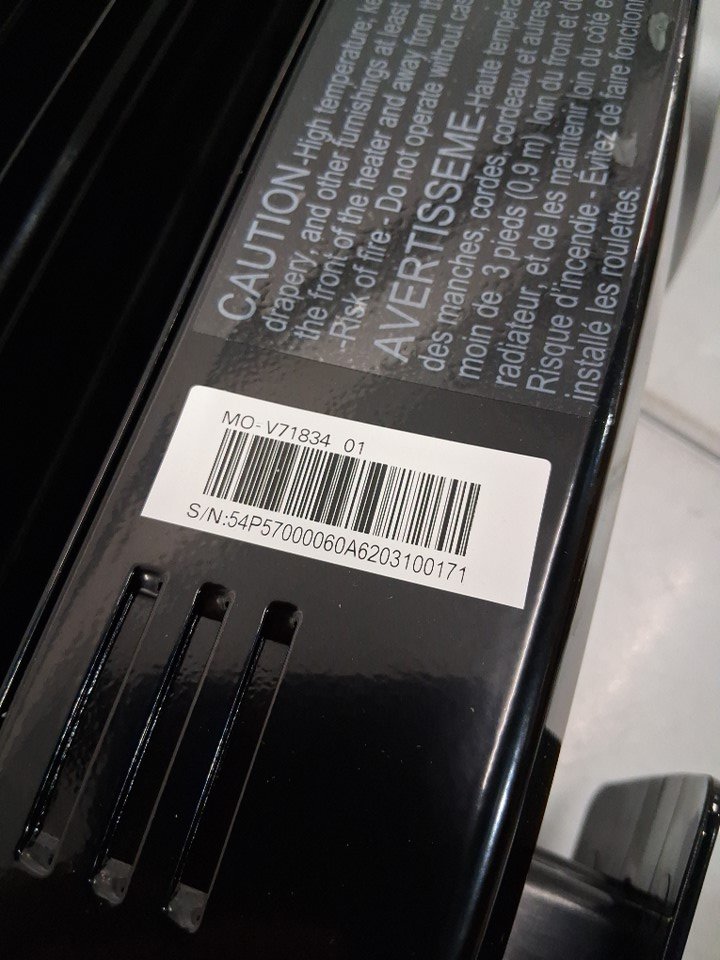 CAUTION-High temperature;
drapery, and other furnishings at least
the front of the heater and away from
-Risk of fire. - Do not operate without
AVERTISSEME-Haute
des manches, cordes, cordeaux et autres
moin de 3 pieds (0,9 m) loin du front et
radiateur, et de les maintenir loin du côté
Risque d'incendie - Évitez de faire
installé les roulettes.
MO-V71834 01
S/N:54P57000060A6203100171